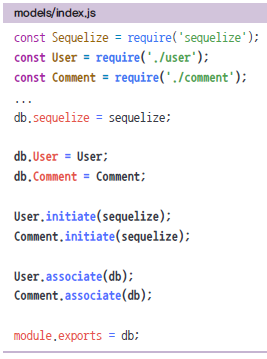 models/index.js
const Sequelize = require('sequelize');
const User = require('./user');
const Comment = require('./comment');
...
db.sequelize = sequelize;
db.User = User;
db.Comment = Comment;
User.initiate(sequelize);
Comment.initiate(sequelize);
User.associate(db);
Comment.associate(db);
module.exports = db;